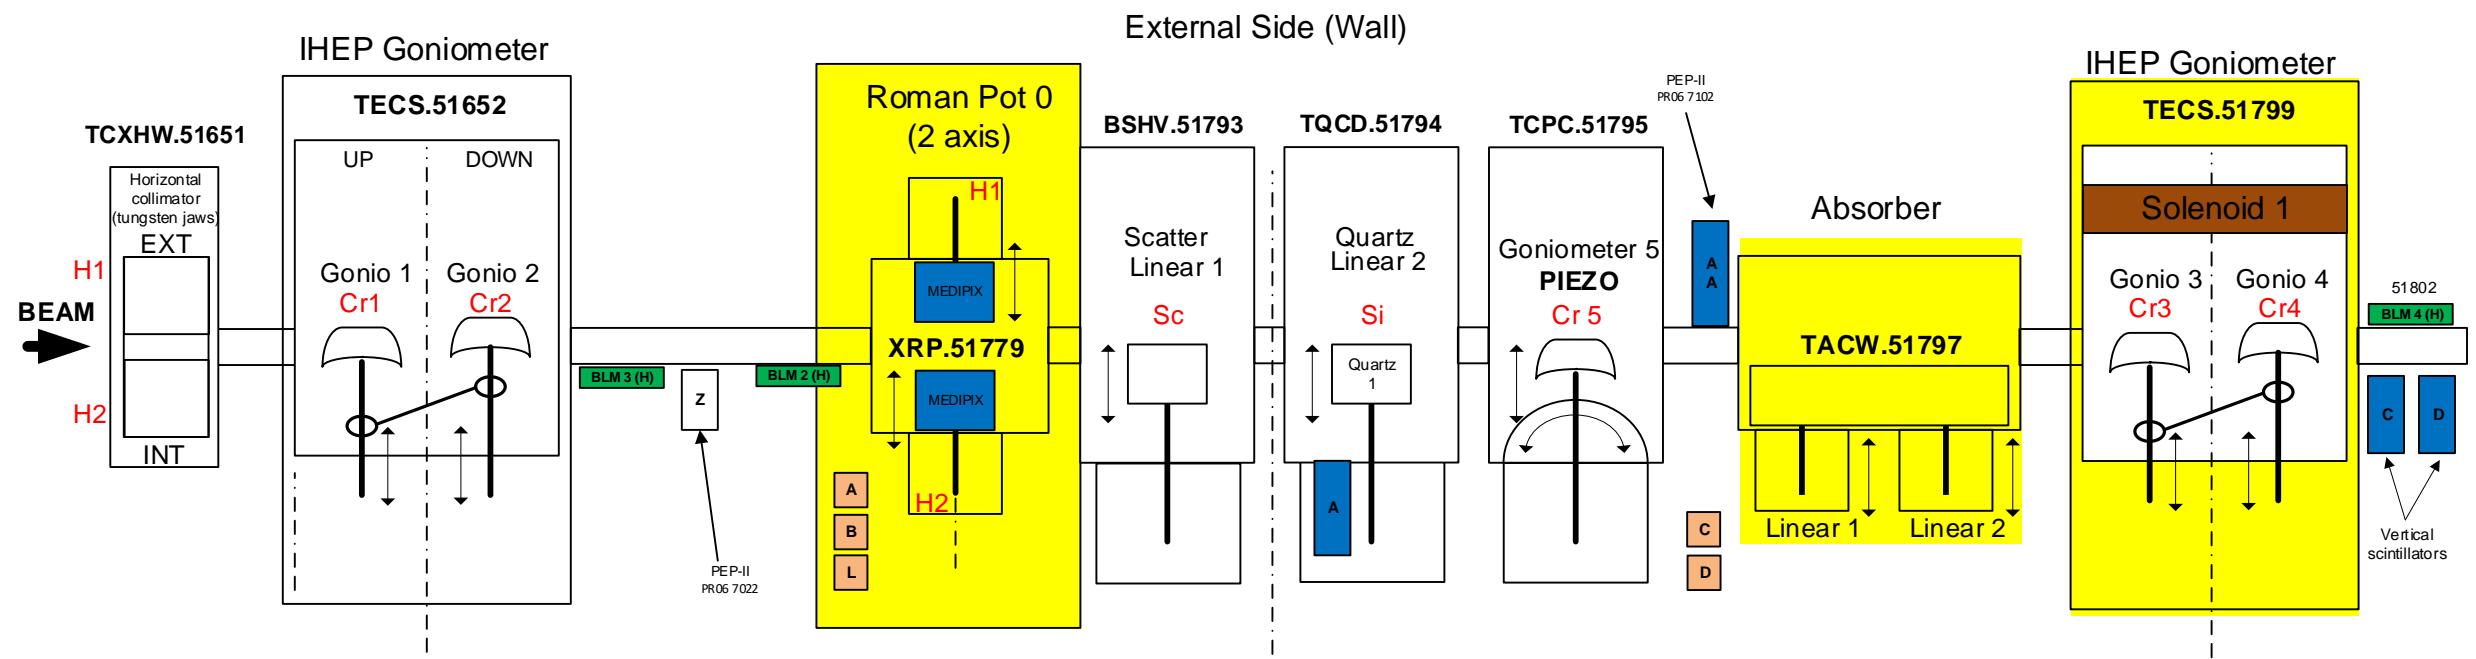 External Side (Wall)
IHEP Goniometer
TECS.51652
UP
DOWN
TCXHW.51651
Horizontal
collimator
(tungsten jaws)
EXT
H1
BEAM
H2
INT
Gonio 1
Cr1
Gonio 2
Cr2
BLM 3 (H)
Z
PEP-II
PR06 7022
BLM 2 (H)
Roman Pot 0
(2 axis)
H1
MEDIPIX
XRP.51779
MEDIPIX
H2
A
B
L
BSHV.51793
Scatter
Linear 1
Sc
TQCD.51794
Quartz
Linear 2
Si
Quartz
1
A
TCPC.51795
Goniometer 5
PIEZO
Cr 5
PEP-II
PR06 7102
A
A
C
D
Absorber
TACW.51797
Linear 1
Linear 2
IHEP Goniometer
TECS.51799
Solenoid 1
Gonio 3
Cr3
Gonio 4
Cr4
51802
BLM 4 (H)
C
D
Vertical
scintillators